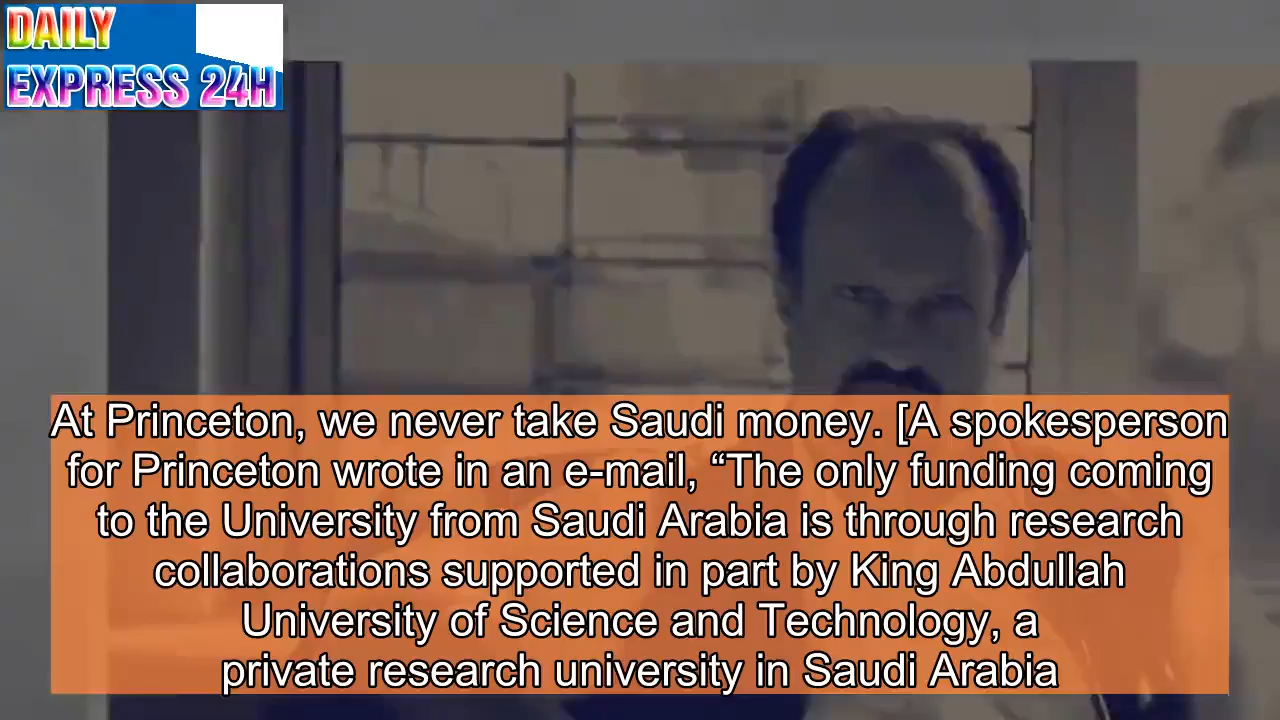 DAILY
EXPRESS 24H
At Princeton, we never take Saudi money. [A spokesperson
for Princeton wrote in an e-mail, “The only funding coming
to the University from Saudi Arabia is through research
collaborations supported in part by King Abdullah
University of Science and Technology, a
private research university in Saudi Arabia